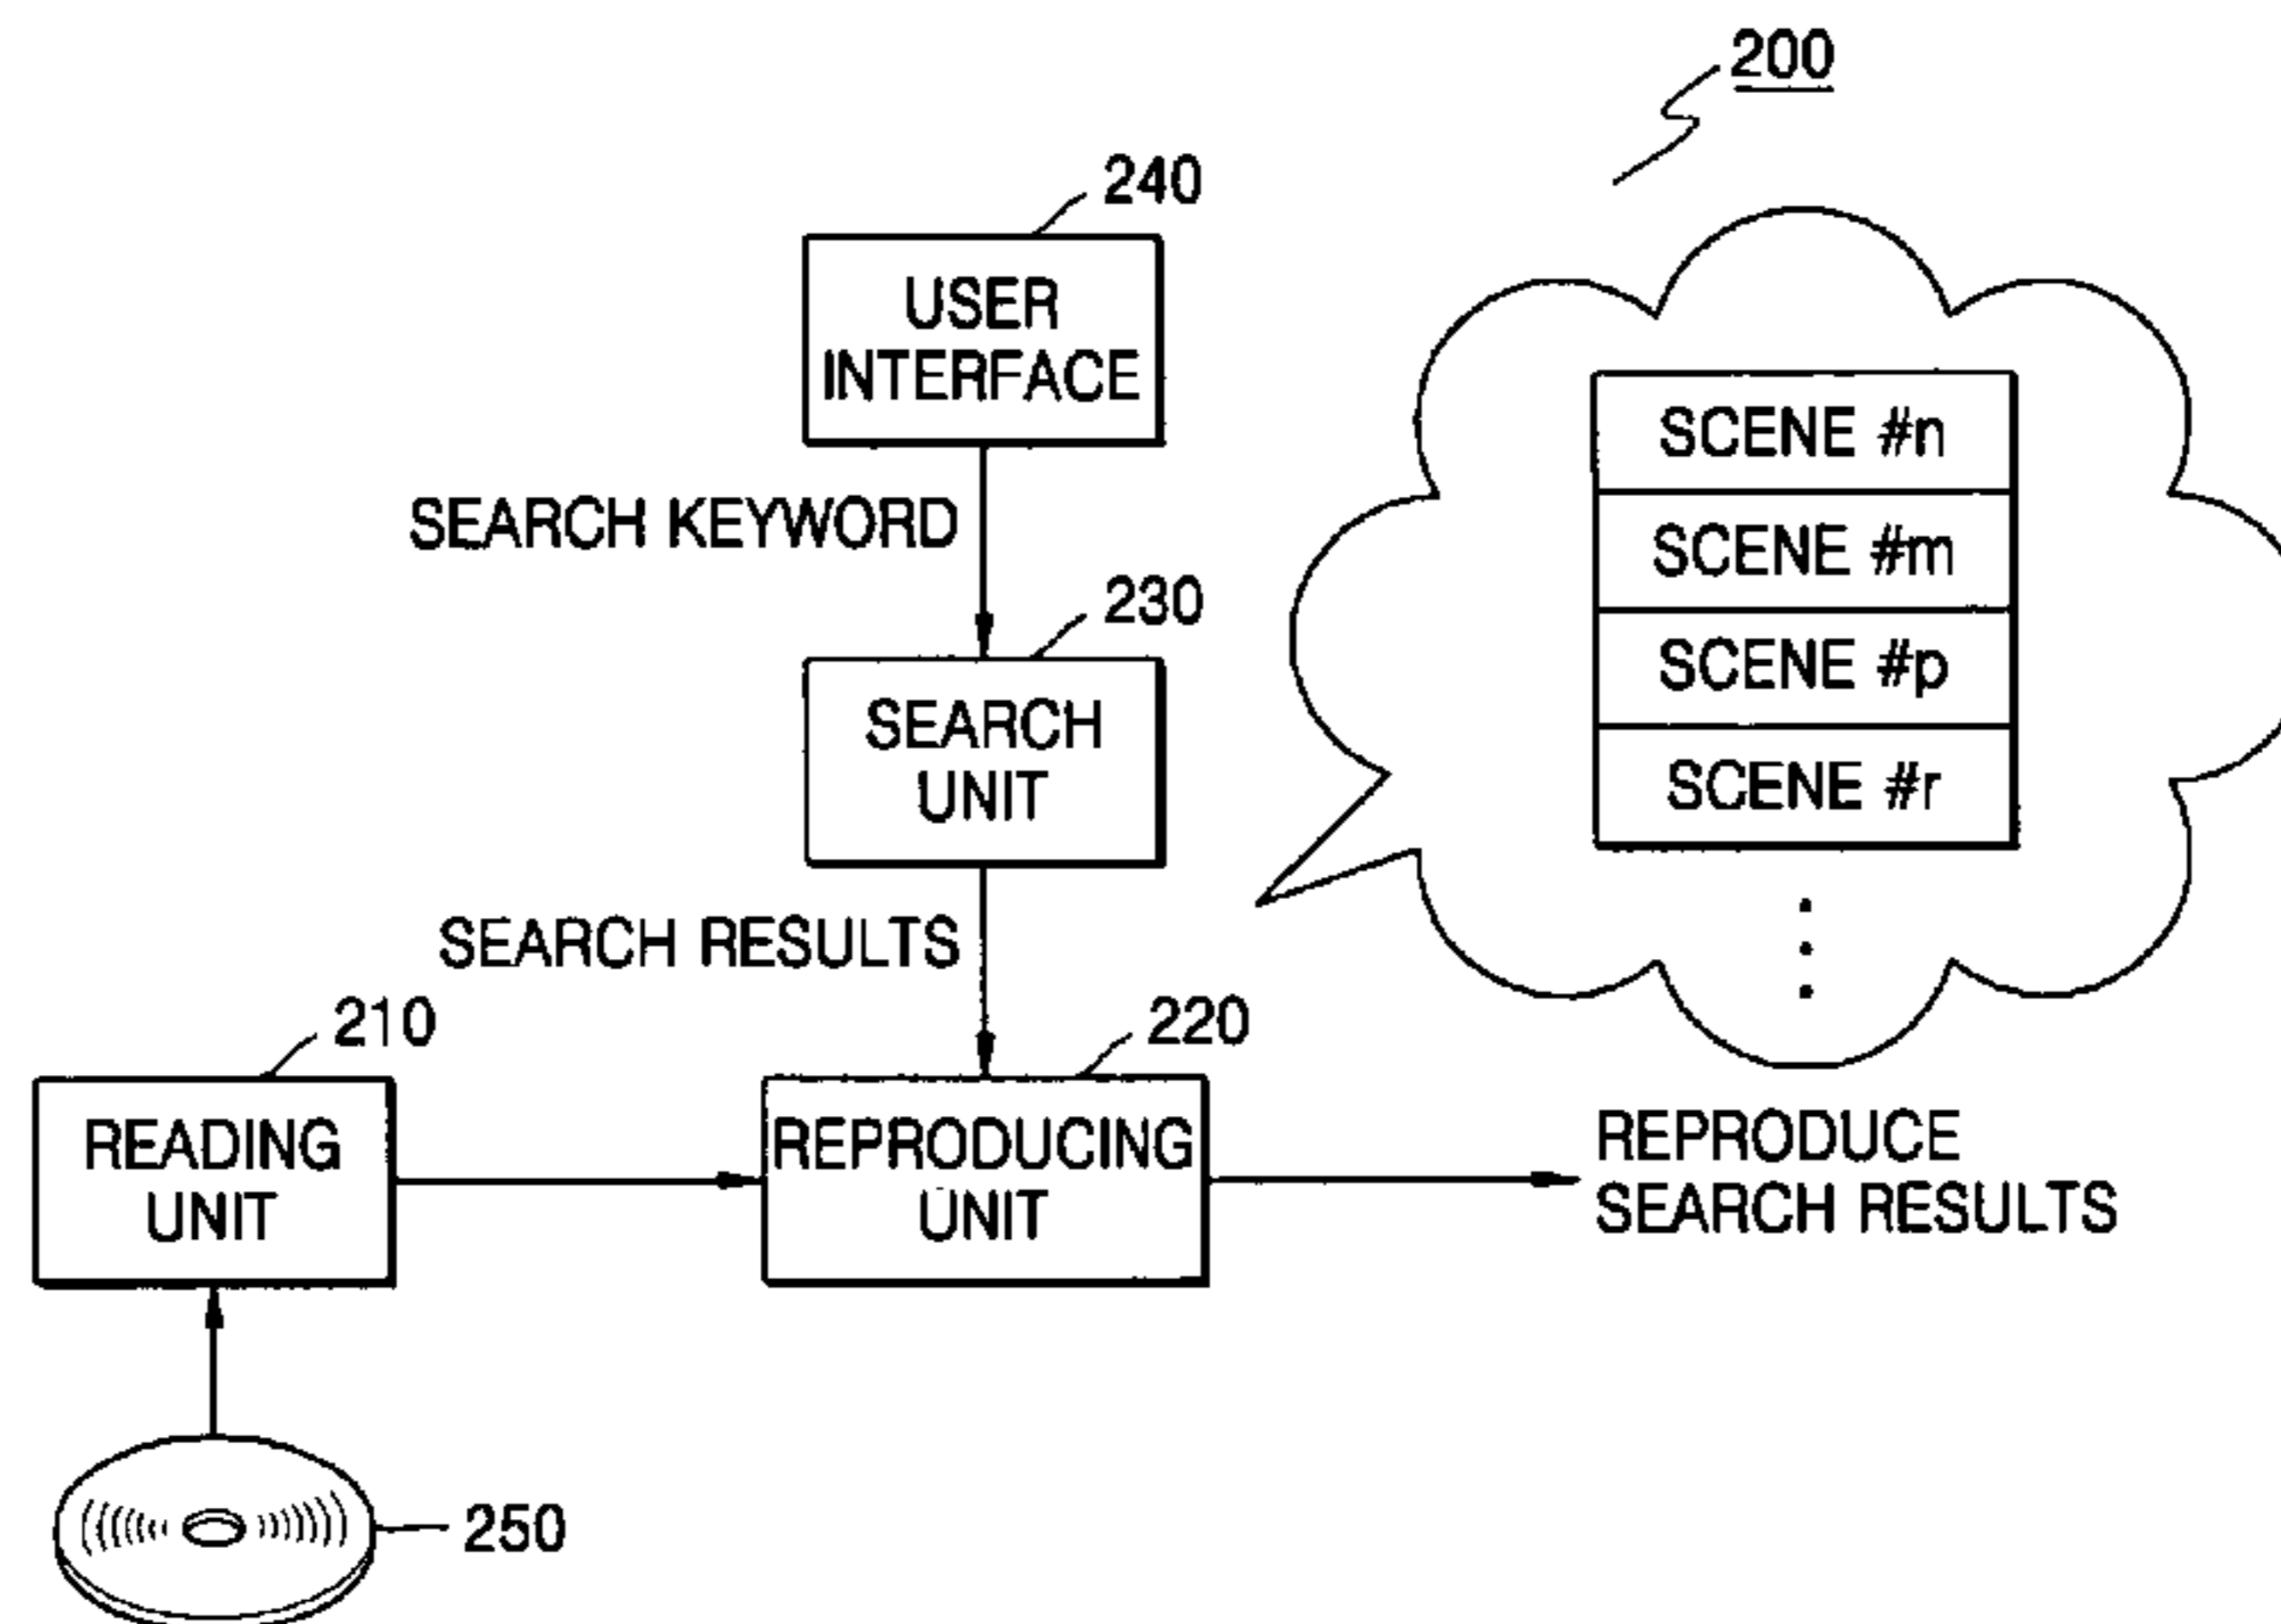 200
240
USER
INTERFACE
SEARCH KEYWORD
230
SEARCH
UNIT
SEARCH RESULTS
SCENE #n
SCENE #m
SCENE #p
SCENE #r
210
READING
UNIT
220
REPRODUCING
UNIT
REPRODUCE
SEARCH RESULTS
250